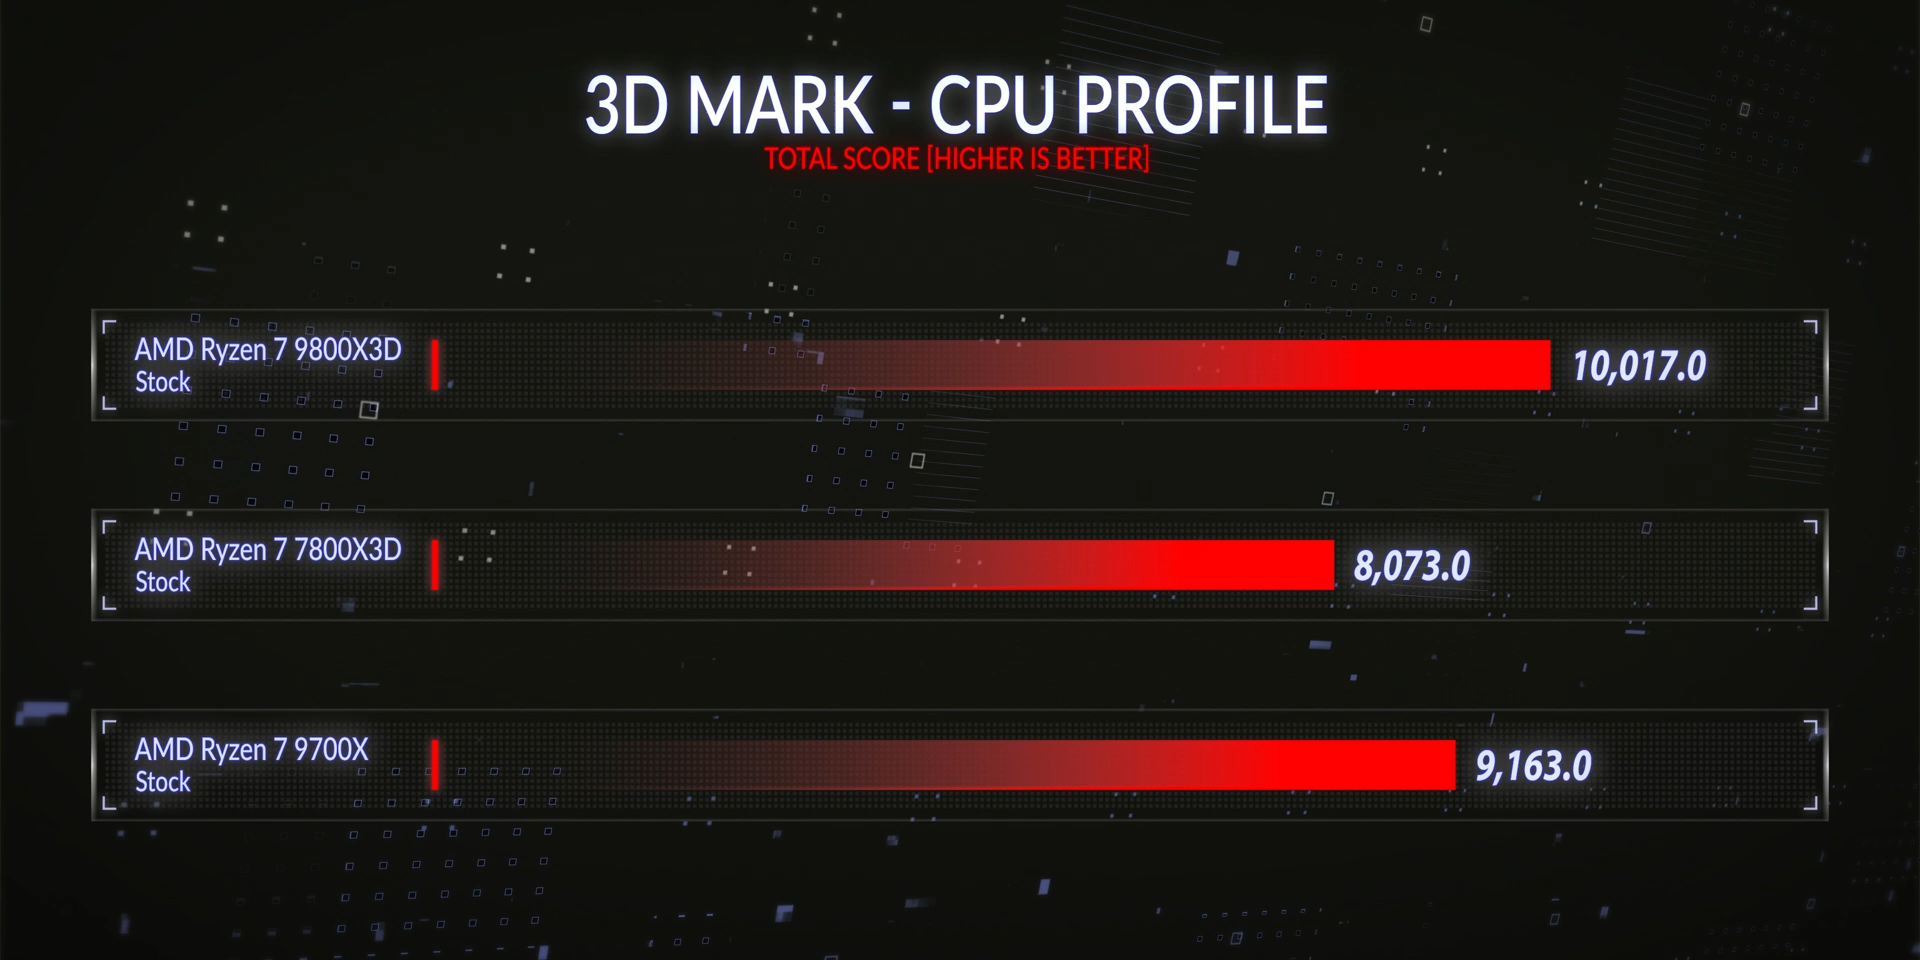 3D MARK - CPU PROFILE
TOTAL SCORE [HIGHER IS BETTER]
AMD Ryzen 7 9800X3D
Stock
10,017.0
AMD Ryzen 7 7800X3D
Stock
8,073.0
AMD Ryzen 7 9700X
Stock
9,163.0